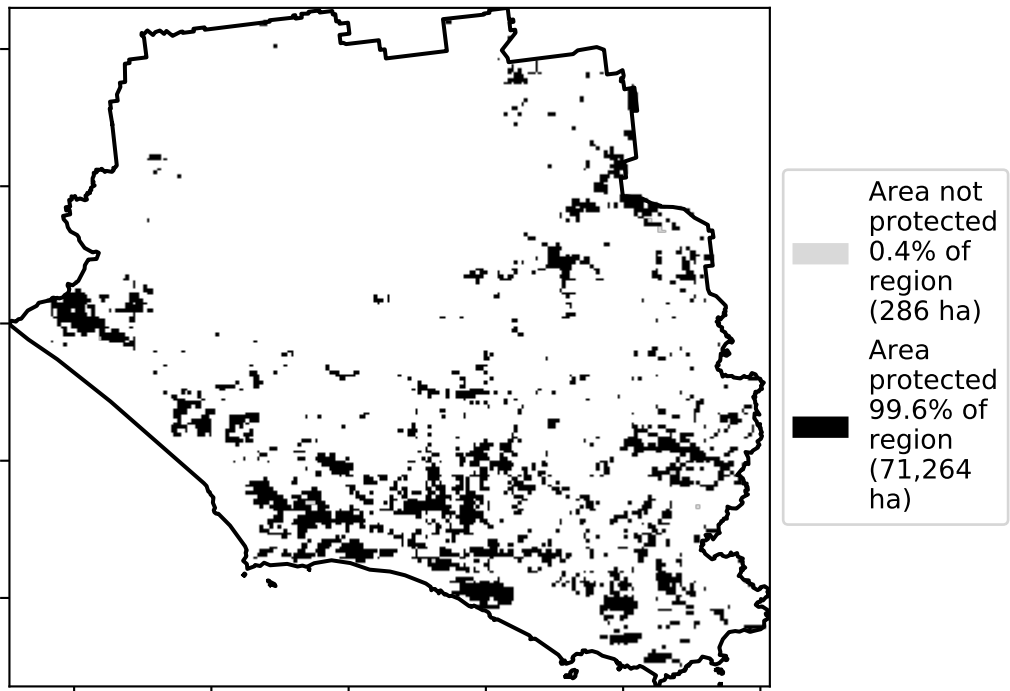 Area not
protected
0.4% of
region
(286 ha)
Area
protected
99.6% of
region
(71,264
ha)